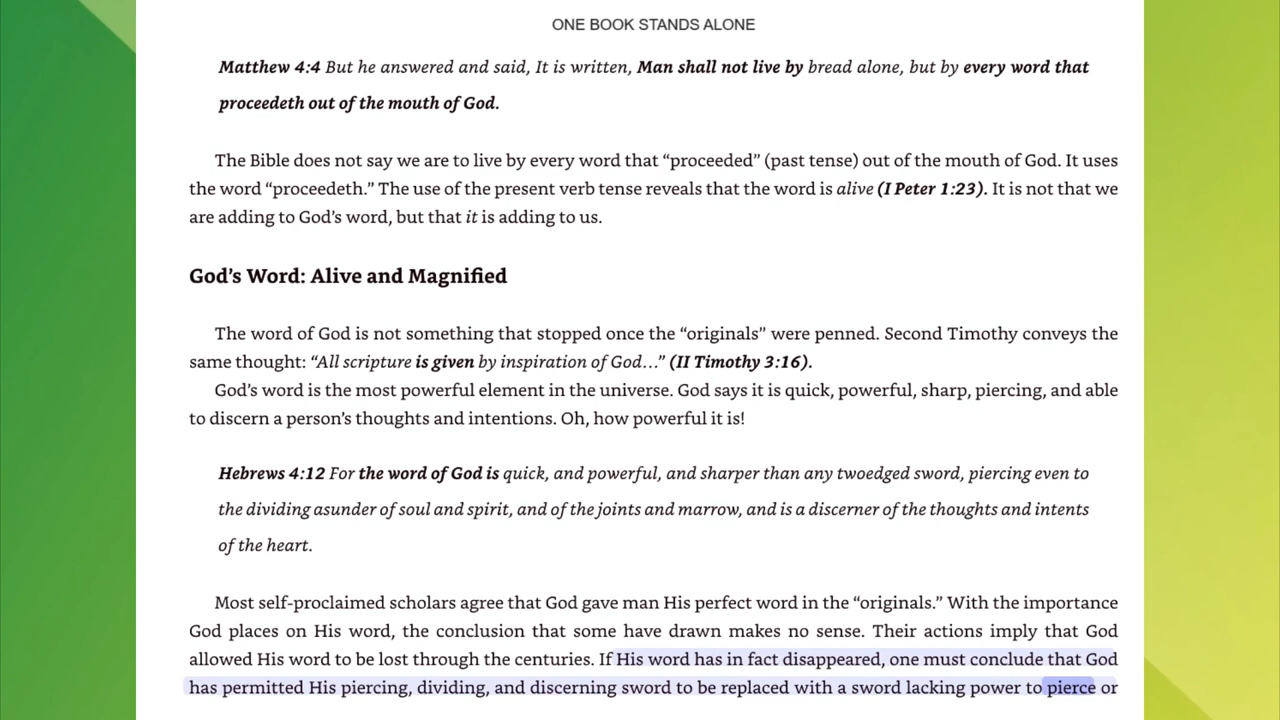 ONE BOOK STANDS ALONE
Matthew 4:4 But he answered and said, It is written, Man shall not live by bread alone, but by every word that
proceedeth out of the mouth of God.
The Bible does not say we are to live by every word that “proceeded” (past tense) out of the mouth of God. It uses
the word “proceedeth.” The use of the present verb tense reveals that the word is alive (I Peter 1:23). It is not that we
are adding to God’s word, but that it is adding to us.
God’s Word: Alive and Magnified
The word of God is not something that stopped once the “originals” were penned. Second Timothy conveys the
same thought: “All scripture is given by inspiration of God…” (II Timothy 3:16).
God’s word is the most powerful element in the universe. God says it is quick, powerful, sharp, piercing, and able
to discern a person’s thoughts and intentions. Oh, how powerful it is!
Hebrews 4:12 For the word of God is quick, and powerful, and sharper than any twoedged sword, piercing even to
the dividing asunder of soul and spirit, and of the joints and marrow, and is a discerner of the thoughts and intents
of the heart.
Most self-proclaimed scholars agree that God gave man His perfect word in the “originals.” With the importance
God places on His word, the conclusion that some have drawn makes no sense. Their actions imply that God
allowed His word to be lost through the centuries. If His word has in fact disappeared, one must conclude that God
has permitted His piercing, dividing, and discerning sword to be replaced with a sword lacking power to pierce or